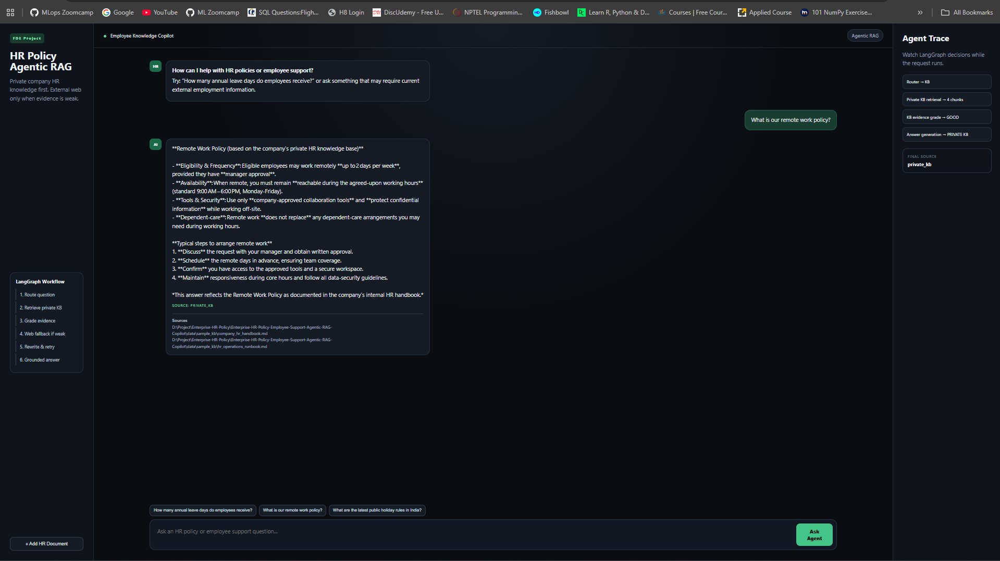 MLops Zoomcamp
Google
YouTube
ML Zoomcamp
SQL Questions:Fligh...
H8 Login
DiscUdemy - Free U...
NPTEL Programmin...
Fishbowl
Learn R, Python & D...
Courses | Free Cour...
Applied Course
101 NumPy Exercise...
All Bookmarks
FDE Project
HR Policy
Agentic RAG
Private company HR
knowledge first. External web
only when evidence is weak.
LangGraph Workflow
1. Route question
2. Retrieve private KB
3. Grade evidence
4. Web fallback if weak
5. Rewrite & retry
6. Grounded answer
+ Add HR Document
Employee Knowledge Copilot
Agentic RAG
HR
How can I help with HR policies or employee support?
Try: “How many annual leave days do employees receive?” or ask something that may require current
external employment information.
What is our remote work policy?
AI
**Remote Work Policy (based on the company’s private HR knowledge base)**
- **Eligibility & Frequency**: Eligible employees may work remotely **up to 2 days per week**,
provided they have **manager approval**.
- **Availability**: When remote, you must remain **reachable during the agreed-upon working hours**
(standard 9:00 AM – 6:00 PM, Monday-Friday).
- **Tools & Security**: Use only **company-approved collaboration tools** and **protect confidential
information** while working off-site.
- **Dependent-care**: Remote work **does not replace** any dependent-care arrangements you may
need during working hours.
**Typical steps to arrange remote work**
1. **Discuss** the request with your manager and obtain written approval.
2. **Schedule** the remote days in advance, ensuring team coverage.
3. **Confirm** you have access to the approved tools and a secure workspace.
4. **Maintain** responsiveness during core hours and follow all data-security guidelines.
*This answer reflects the Remote Work Policy as documented in the company’s internal HR handbook.*
SOURCE: PRIVATE_KB
Sources
D:\Project\Enterprise-HR-Policy\Enterprise-HR-Policy-Employee-Support-Agentic-RAG-
Copilot\data\sample_kb\company_hr_handbook.md
D:\Project\Enterprise-HR-Policy\Enterprise-HR-Policy-Employee-Support-Agentic-RAG-
Copilot\data\sample_kb\hr_operations_runbook.md
How many annual leave days do employees receive?
What is our remote work policy?
What are the latest public holiday rules in India?
Ask an HR policy or employee support question...
Ask
Agent
Agent Trace
Watch LangGraph decisions while
the request runs.
Router → KB
Private KB retrieval → 4 chunks
KB evidence grade → GOOD
Answer generation → PRIVATE KB
FINAL SOURCE
private_kb